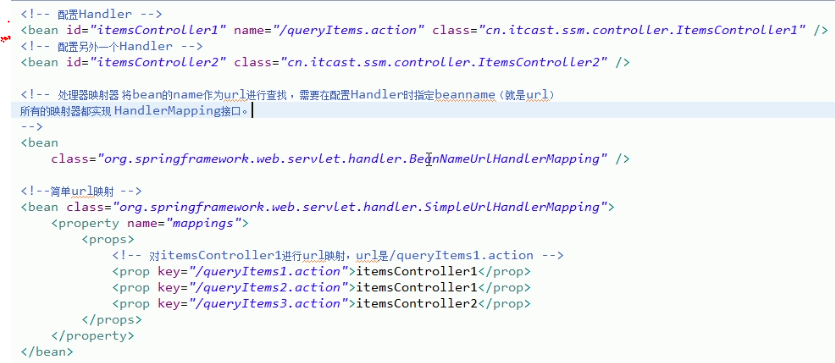 <!-- 配置Handler -->
<bean id="itemsController1" name="/queryItems.action" class="cn.itcast.ssm.controller.ItemsController1" />
<!-- 配置另外一个Handler -->
<bean id="itemsController2" class="cn.itcast.ssm.controller.ItemsController2" />
<!-- 处理器映射器 将bean的name作为url进行查找 ，需要在配置Handler时指定beanname（就是url）
所有的映射器都实现 HandlerMapping接口。
-->
<bean
class="org.springframework.web.servlet.handler.BeanNameUrlHandlerMapping" />
<!--简单url映射 -->
<bean class="org.springframework.web.servlet.handler.SimpleUrlHandlerMapping">
<property name="mappings">
<props>
<!-- 对itemsController1进行url映射，url是/queryItems1.action -->
<prop key="/queryItems1.action">itemsController1</prop>
<prop key="/queryItems2.action">itemsController1</prop>
<prop key="/queryItems3.action">itemsController2</prop>
</props>
</property>
</bean>